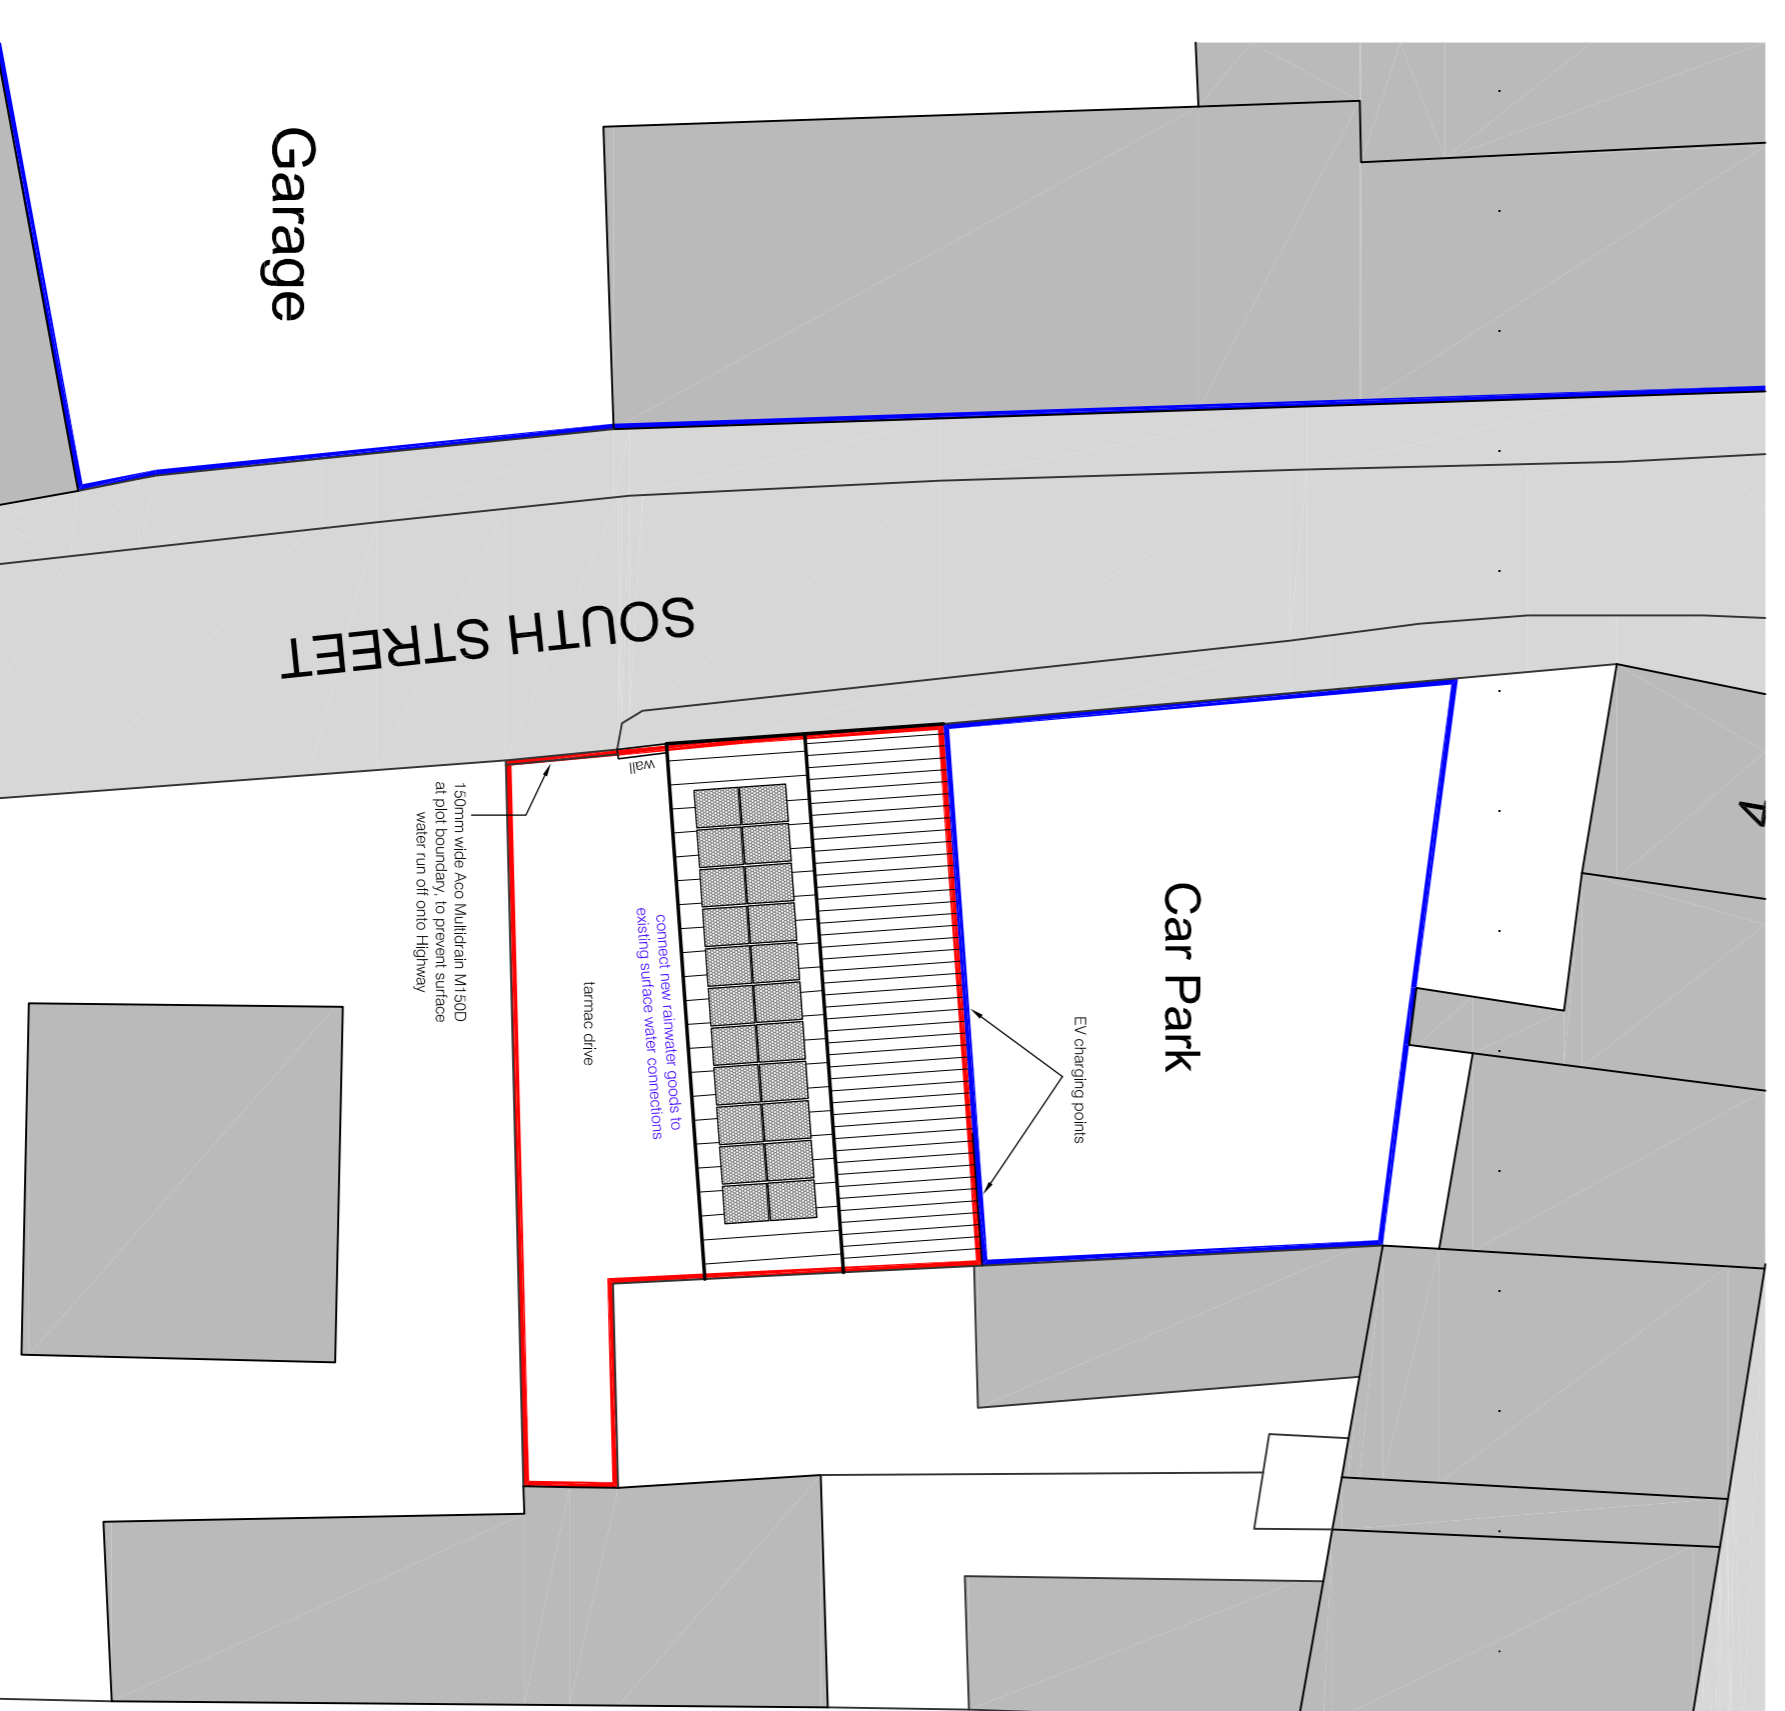 Garage
SOUTH STREET
wall
150mm wide Aco Multidrain M150D
at plot boundary, to prevent surface
water run off onto Highway
tarmac drive
connect new rainwater goods to
existing surface water connections
EV charging points
Car Park
4